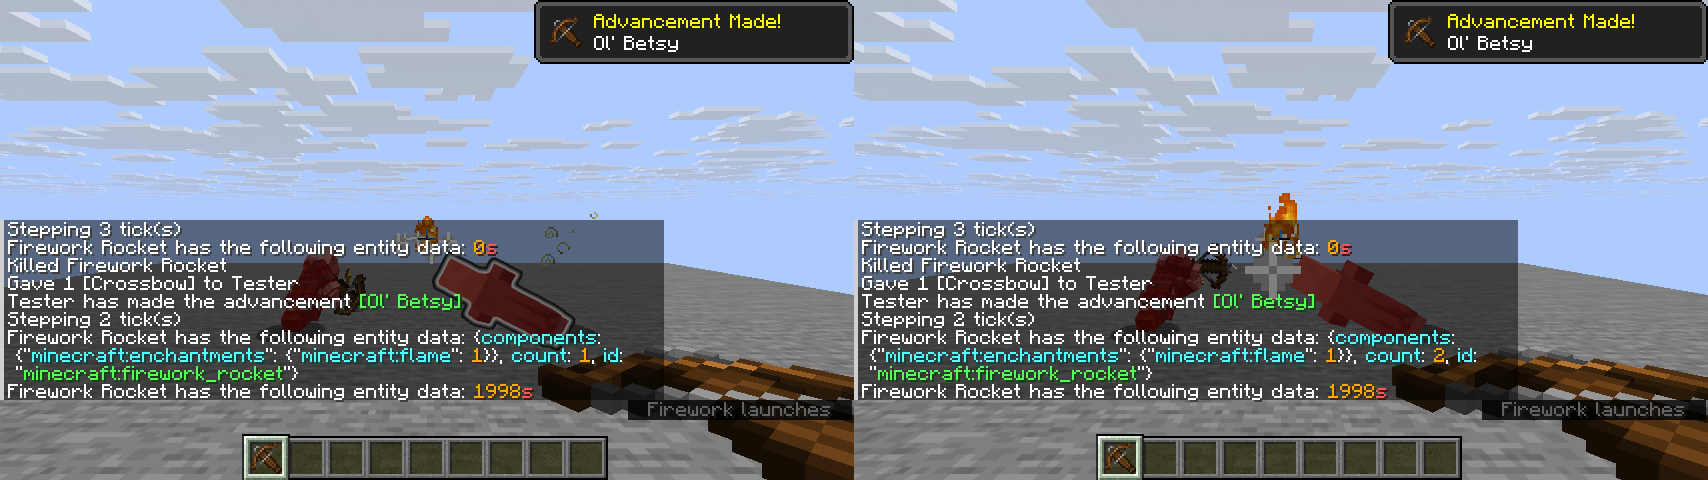 Advancement Made!
Ol' Betsy
Stepping 3 tick(s)
Firework Rocket has the following entity data: 0s
Killed Firework Rocket
Gave 1 [Crossbow] to Tester
Tester has made the advancement [Ol' Betsy]
Stepping 2 tick(s)
Firework Rocket has the following entity data: {components:
{"minecraft:enchantments": {"minecraft:flame": 1}}, count: 1, id:
"minecraft:firework_rocket"}
Firework Rocket has the following entity data: 1998s
Firework launches
Advancement Made!
Ol' Betsy
Stepping 3 tick(s)
Firework Rocket has the following entity data: 0s
Killed Firework Rocket
Gave 1 [Crossbow] to Tester
Tester has made the advancement [Ol' Betsy]
Stepping 2 tick(s)
Firework Rocket has the following entity data: {components:
{"minecraft:enchantments": {"minecraft:flame": 1}}, count: 2, id:
"minecraft:firework_rocket"}
Firework Rocket has the following entity data: 1998s
Firework launches